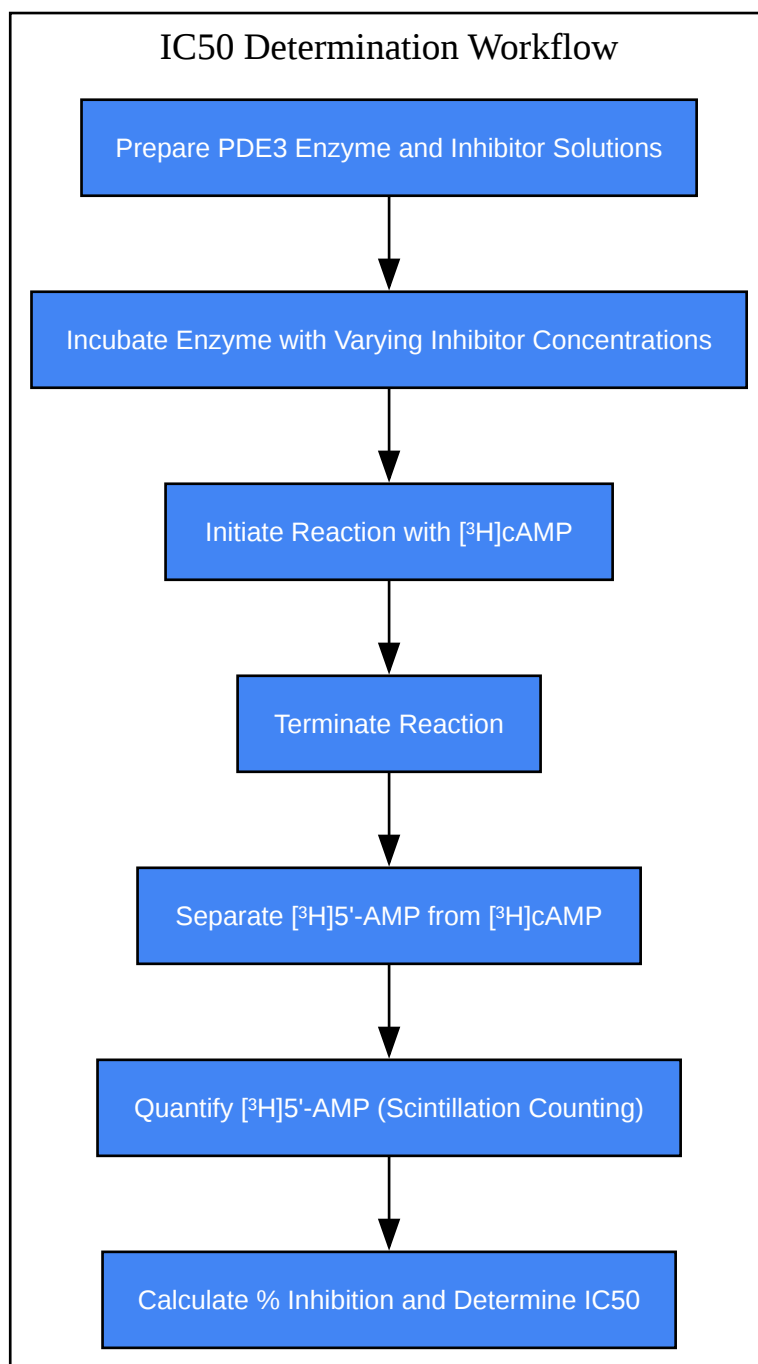 IC50 Determination Workflow
Prepare PDE3 Enzyme and Inhibitor Solutions
Incubate Enzyme with Varying Inhibitor Concentrations
Initiate Reaction with [³H]cAMP
Terminate Reaction
Separate [³H]5'-AMP from [³H]cAMP
Quantify [³H]5'-AMP (Scintillation Counting)
Calculate % Inhibition and Determine IC50